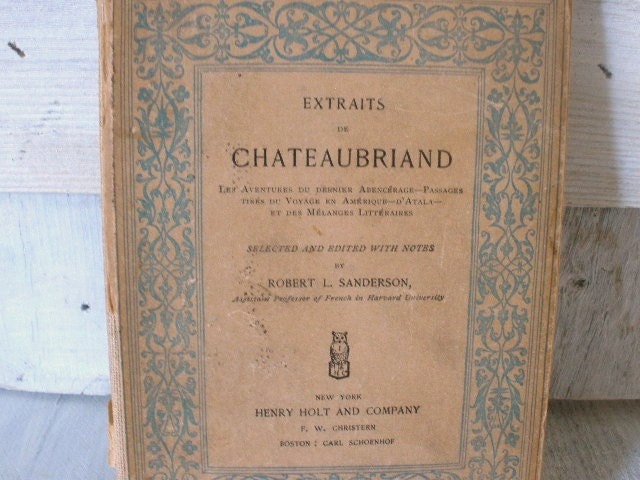 EXTRAITS
DE
CHATEAUBRIAND
LES AVENTURES DU DERNIER ABENCÉRAGE—PASSAGES
TIRÉS DU VOYAGE EN AMÉRIQUE—D'ATALA—
ET DES MÉLANGES LITTÉRAIRES
SELECTED AND EDITED WITH NOTES
BY
ROBERT L. SANDERSON,
Assistant Professor of French in Harvard University
NEW YORK
HENRY HOLT AND COMPANY
F. W. CHRISTERN
BOSTON: CARL SCHOENHOF